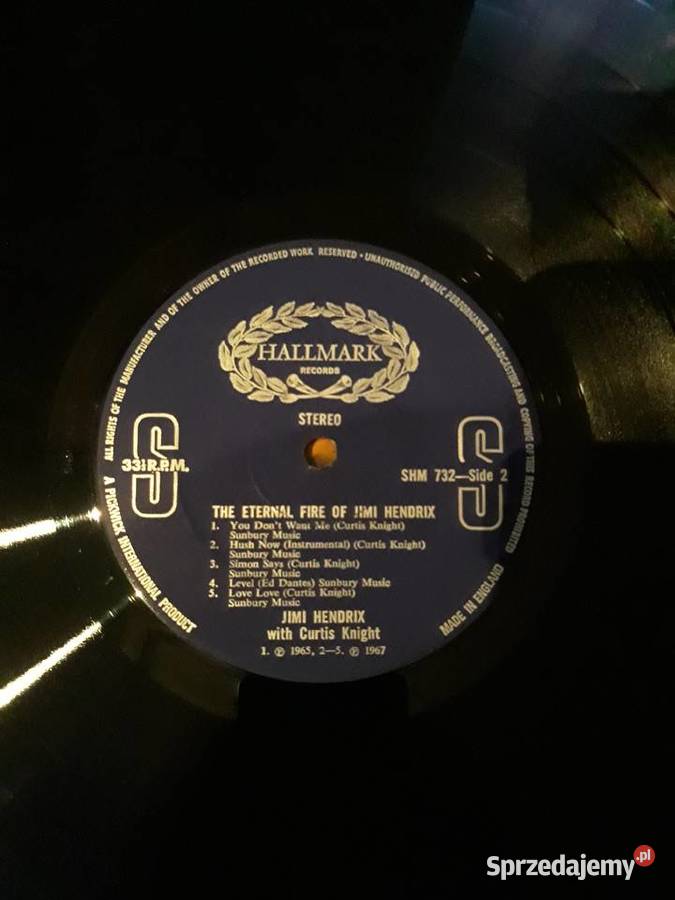 ALL RIGHTS OF THE MANUFACTURER AND OF THE OWNER OF THE RECORDED WORK RESERVED • UNAUTHORISED PUBLIC PERFORMANCE BROADCASTING AND COPYING OF THIS RECORD PROHIBITED
HALLMARK
RECORDS
STEREO
S
33⅓ R.P.M.
S
SHM 732—Side 2
THE ETERNAL FIRE OF JIMI HENDRIX
1. You Don't Want Me (Curtis Knight)
Sunbury Music
2. Hush Now (Instrumental) (Curtis Knight)
Sunbury Music
3. Simon Says (Curtis Knight)
Sunbury Music
4. Level (Ed Dantes) Sunbury Music
5. Love Love (Curtis Knight)
Sunbury Music
JIMI HENDRIX
with Curtis Knight
1. ℗ 1965, 2—5. ℗ 1967
A PICKWICK INTERNATIONAL PRODUCT
MADE IN ENGLAND
Sprzedajemy.pl